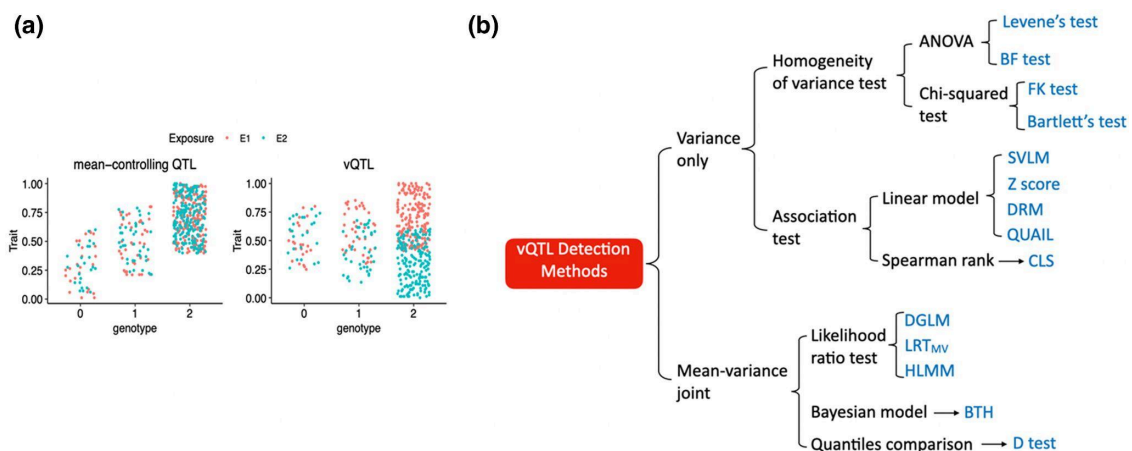 (a)
Exposure E1 E2
mean-controlling QTL
vQTL
Trait
1.00
0.75
0.50
0.25
0.00
0 1 2
genotype
Trait
1.00
0.75
0.50
0.25
0.00
0 1 2
genotype
(b)
vQTL Detection
Methods
Variance
only
Homogeneity
of variance test
ANOVA
Levene's test
BF test
Chi-squared
test
FK test
Bartlett's test
Association
test
Linear model
SVLM
Z score
DRM
QUAIL
Spearman rank
CLS
Mean-variance
joint
Likelihood
ratio test
DGLM
LRTMV
HLMM
Bayesian model
BTH
Quantiles comparison
D test